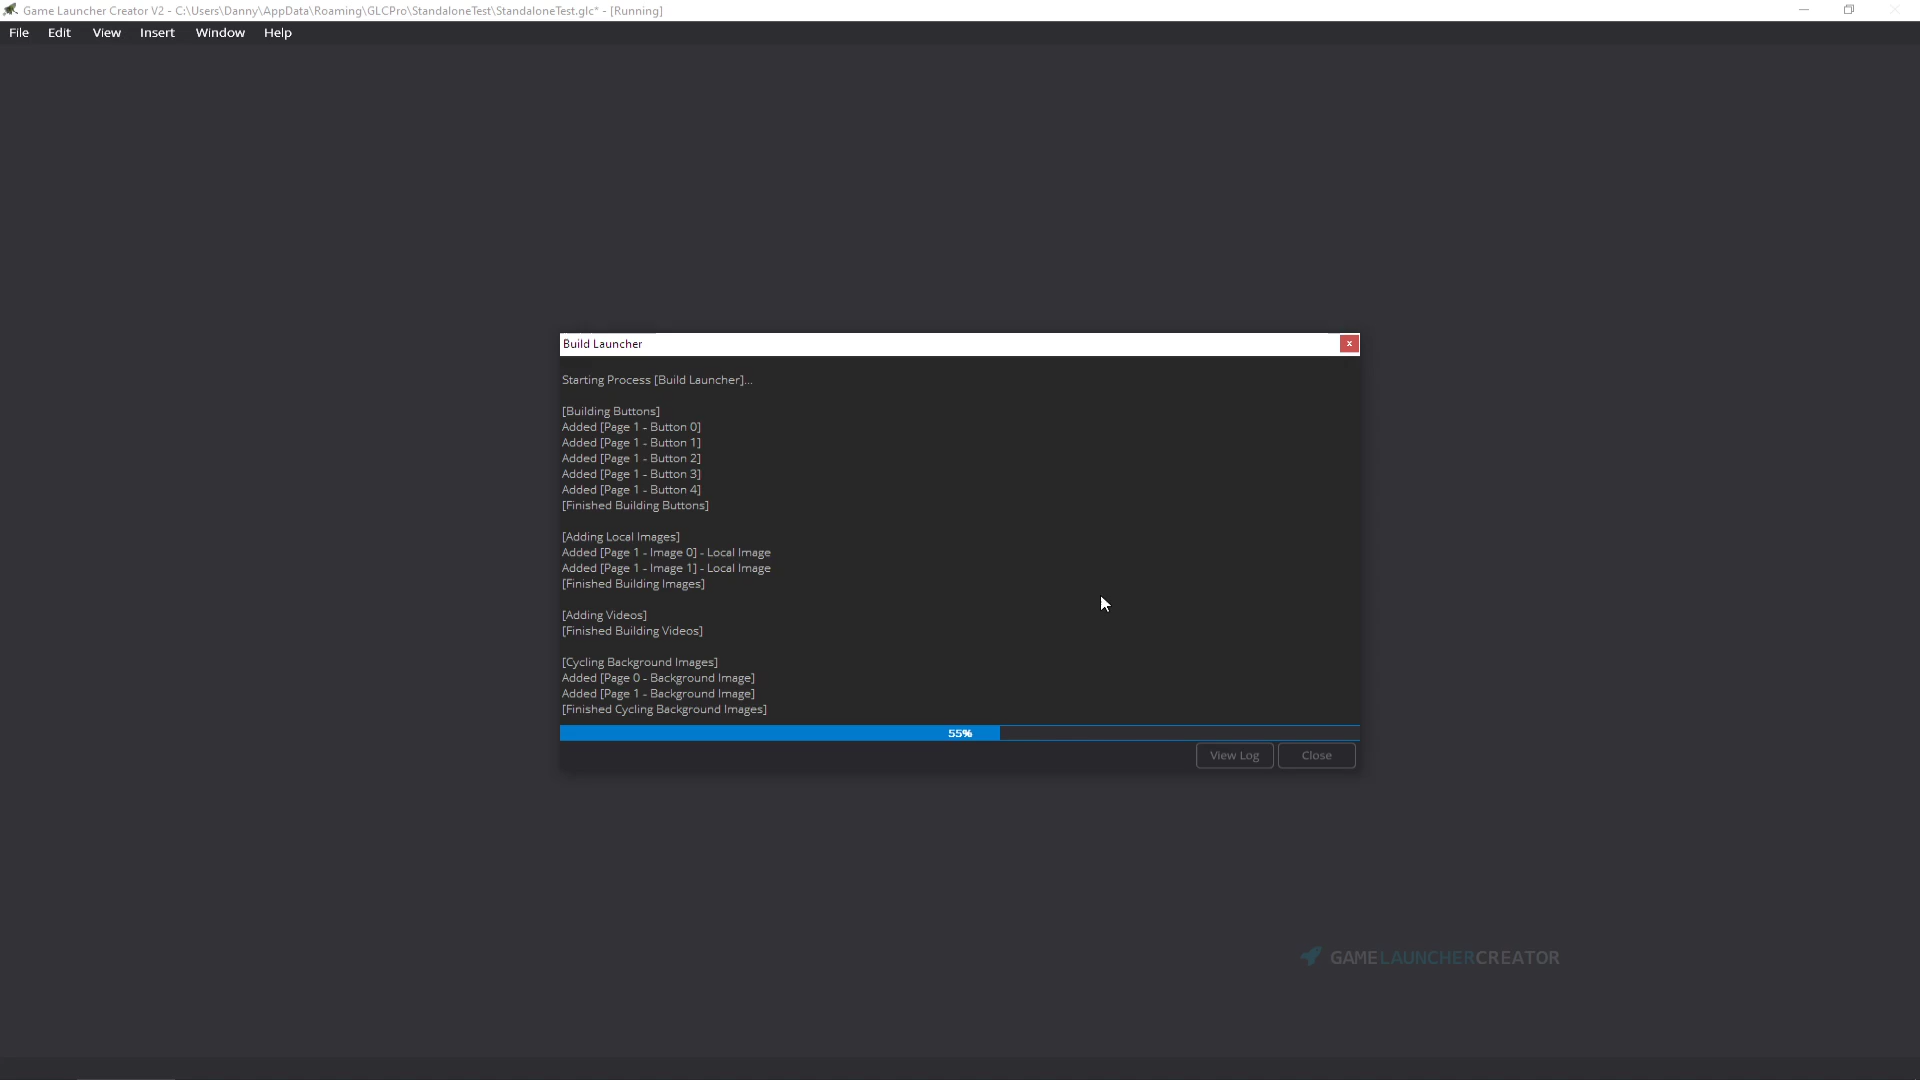 Game Launcher Creator V2 - C:\Users\Danny\AppData\Roaming\GLCPro\StandaloneTest\StandaloneTest.glc* - [Running]
File Edit View Insert Window Help
Build Launcher
x
Starting Process [Build Launcher]...
[Building Buttons]
Added [Page 1 - Button 0]
Added [Page 1 - Button 1]
Added [Page 1 - Button 2]
Added [Page 1 - Button 3]
Added [Page 1 - Button 4]
[Finished Building Buttons]
[Adding Local Images]
Added [Page 1 - Image 0] - Local Image
Added [Page 1 - Image 1] - Local Image
[Finished Building Images]
[Adding Videos]
[Finished Building Videos]
[Cycling Background Images]
Added [Page 0 - Background Image]
Added [Page 1 - Background Image]
[Finished Cycling Background Images]
55%
View Log Close
GAMELAUNCHERCREATOR